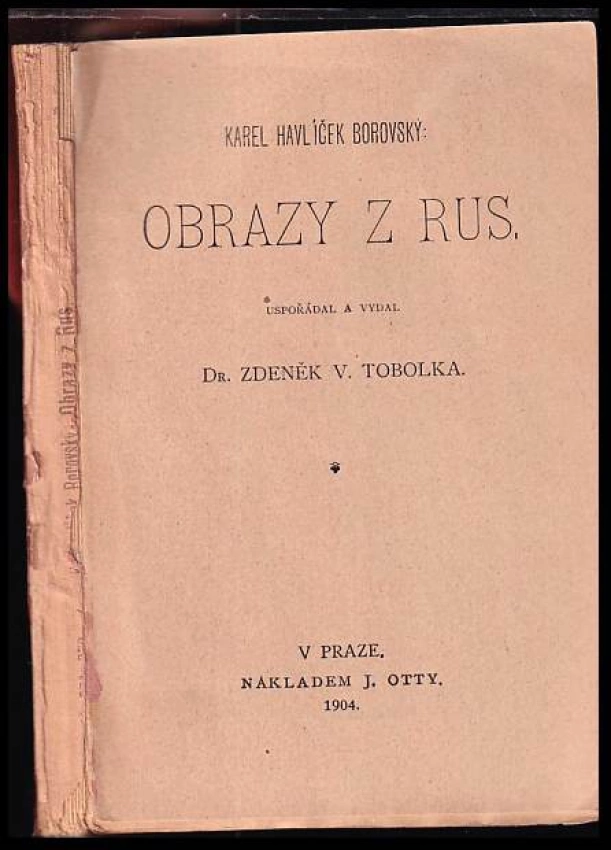 KAREL HAVLÍČEK BOROVSKÝ:
OBRAZY Z RUS.
USPOŘÁDAL A VYDAL
DR. ZDENĚK V. TOBOLKA.
V PRAZE.
NÁKLADEM J. OTTY.
1904.
Borovský: Obrazy z Rus